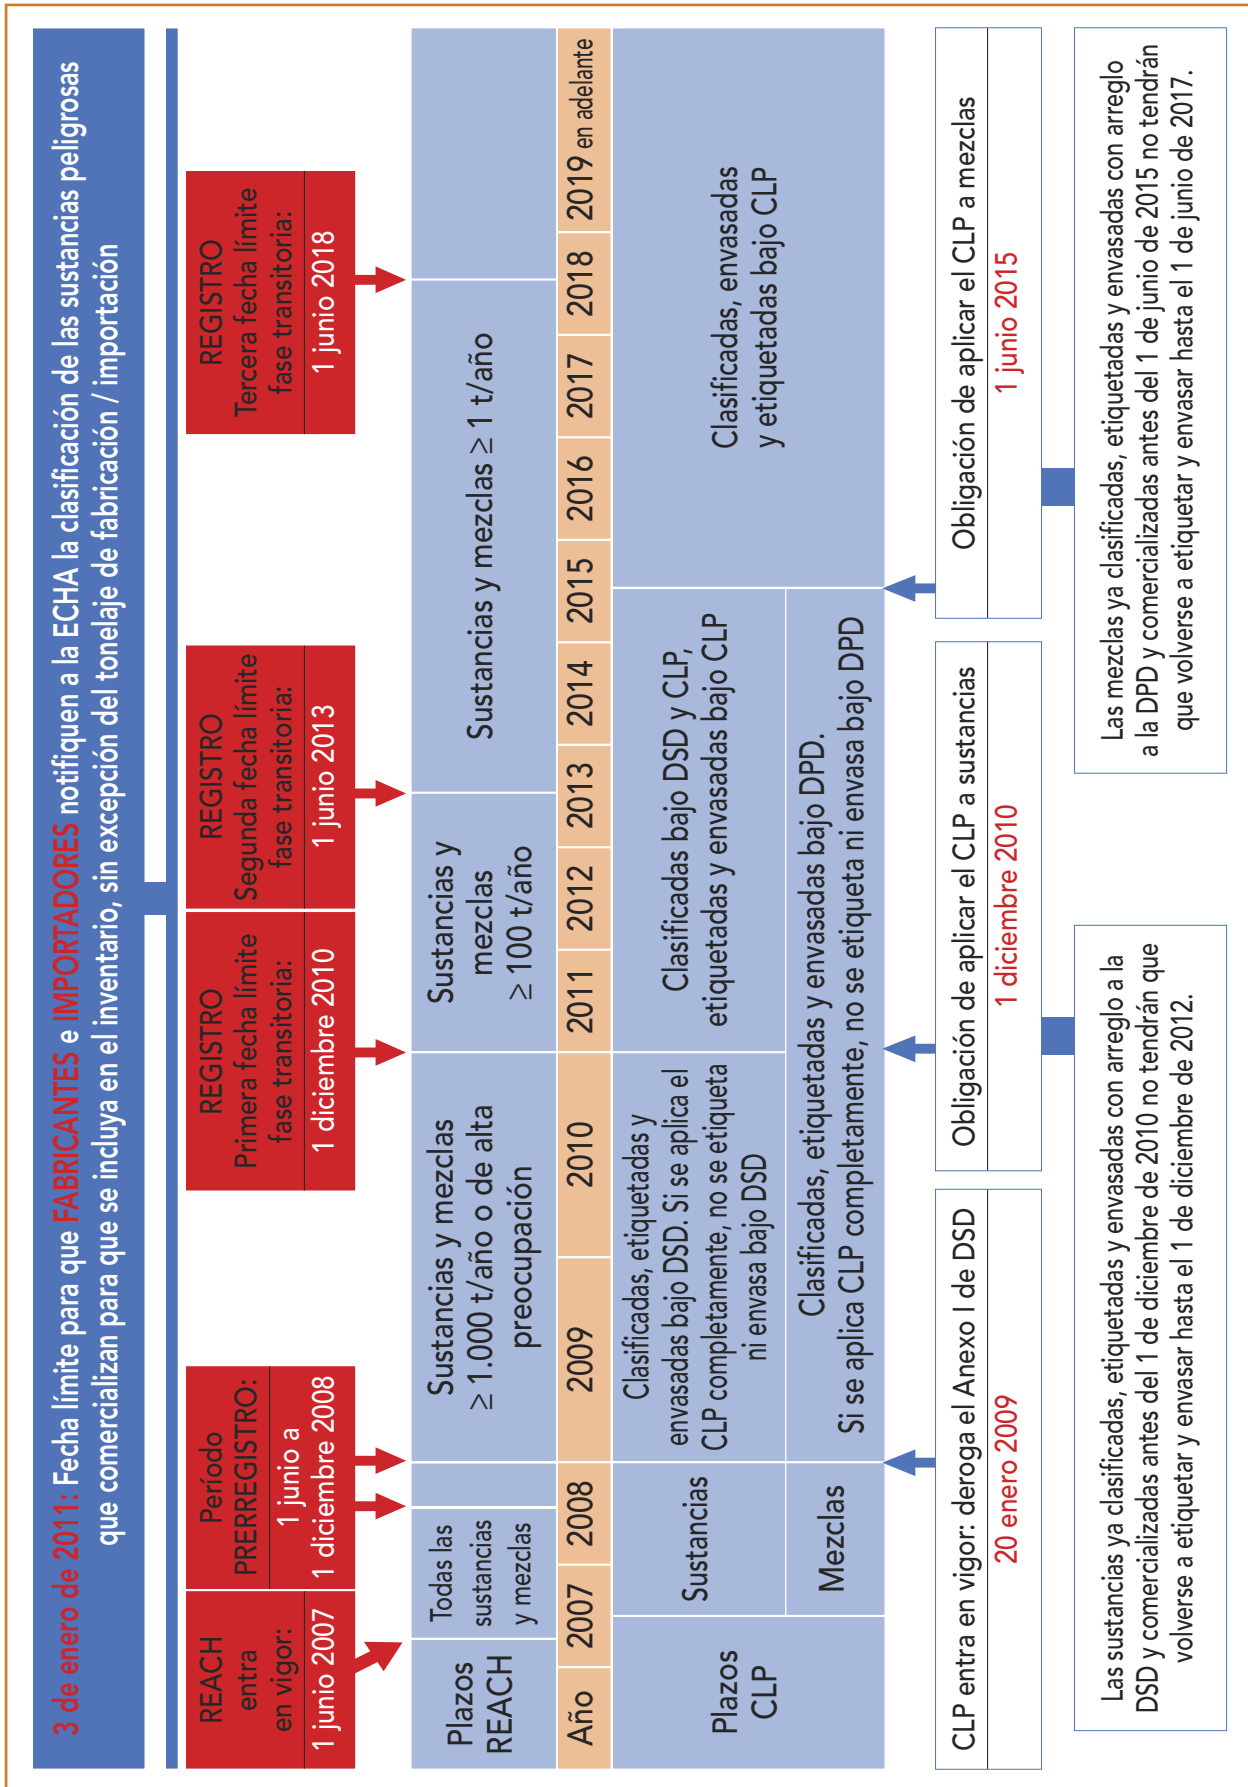 3 de enero de 2011: Fecha límite para que FABRICANTES e IMPORTADORES notifiquen a la ECHA la clasificación de las sustancias peligrosas
que comercializan para que se incluya en el inventario, sin excepción del tonelaje de fabricación / importación
REACH
entra
en vigor:
1 junio 2007
Período
PRERREGISTRO:
1 junio a
1 diciembre 2008
REGISTRO
Primera fecha límite
fase transitoria:
1 diciembre 2010
REGISTRO
Segunda fecha límite
fase transitoria:
1 junio 2013
REGISTRO
Tercera fecha límite
fase transitoria:
1 junio 2018
Plazos
REACH
Todas las
sustancias
y mezclas
Sustancias y mezclas
≥ 1.000 t/año o de alta
preocupación
Sustancias y
mezclas
≥ 100 t/año
Sustancias y mezclas ≥ 1 t/año
Año
2007
2008
2009
2010
2011
2012
2013
2014
2015
2016
2017
2018
2019 en adelante
Plazos
CLP
Sustancias
Clasificadas, etiquetadas y
envasadas bajo DSD. Si se aplica el
CLP completamente, no se etiqueta
ni envasa bajo DSD
Clasificadas bajo DSD y CLP,
etiquetadas y envasadas bajo CLP
Clasificadas, envasadas
y etiquetadas bajo CLP
Mezclas
Clasificadas, etiquetadas y envasadas bajo DPD.
Si se aplica CLP completamente, no se etiqueta ni envasa bajo DPD
CLP entra en vigor: deroga el Anexo I de DSD
20 enero 2009
Obligación de aplicar el CLP a sustancias
1 diciembre 2010
Obligación de aplicar el CLP a mezclas
1 junio 2015
Las sustancias ya clasificadas, etiquetadas y envasadas con arreglo a la
DSD y comercializadas antes del 1 de diciembre de 2010 no tendrán que
volverse a etiquetar y envasar hasta el 1 de diciembre de 2012.
Las mezclas ya clasificadas, etiquetadas y envasadas con arreglo
a la DPD y comercializadas antes del 1 de junio de 2015 no tendrán
que volverse a etiquetar y envasar hasta el 1 de junio de 2017.